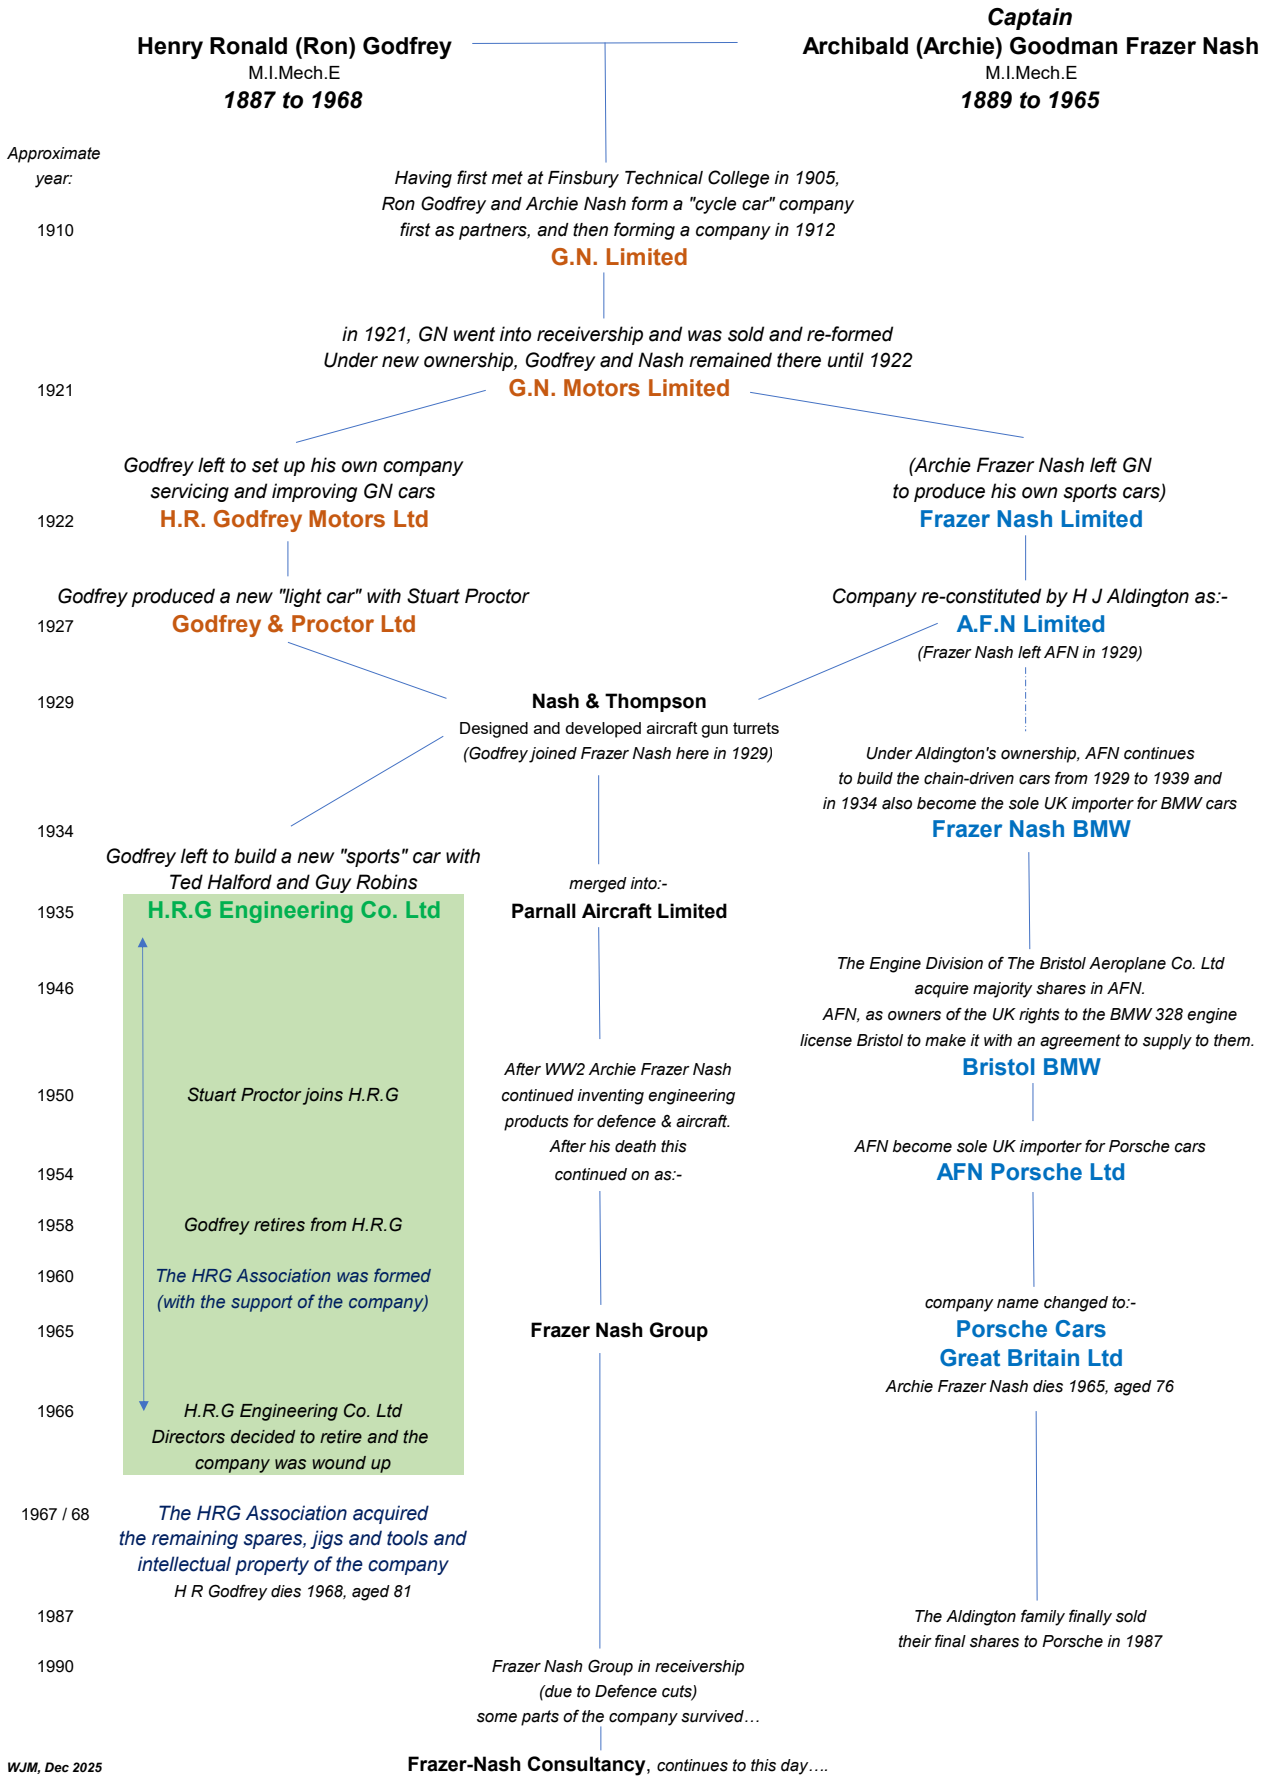 Captain
Henry Ronald (Ron) Godfrey
Archibald (Archie) Goodman Frazer Nash
M.I.Mech.E
M.I.Mech.E
1887 to 1968
1889 to 1965
Approximate
year:
Having first met at Finsbury Technical College in 1905,
Ron Godfrey and Archie Nash form a "cycle car" company
1910
first as partners, and then forming a company in 1912
G.N. Limited
in 1921, GN went into receivership and was sold and re-formed
Under new ownership, Godfrey and Nash remained there until 1922
1921
G.N. Motors Limited
Godfrey left to set up his own company
servicing and improving GN cars
1922
H.R. Godfrey Motors Ltd
(Archie Frazer Nash left GN
to produce his own sports cars)
Frazer Nash Limited
Godfrey produced a new "light car" with Stuart Proctor
1927
Godfrey & Proctor Ltd
Company re-constituted by H J Aldington as:-
A.F.N Limited
(Frazer Nash left AFN in 1929)
1929
Nash & Thompson
Designed and developed aircraft gun turrets
(Godfrey joined Frazer Nash here in 1929)
Under Aldington's ownership, AFN continues
to build the chain-driven cars from 1929 to 1939 and
in 1934 also become the sole UK importer for BMW cars
1934
Frazer Nash BMW
Godfrey left to build a new "sports" car with
Ted Halford and Guy Robins
1935
H.R.G Engineering Co. Ltd
merged into:-
Parnall Aircraft Limited
1946
The Engine Division of The Bristol Aeroplane Co. Ltd
acquire majority shares in AFN.
AFN, as owners of the UK rights to the BMW 328 engine
license Bristol to make it with an agreement to supply to them.
Bristol BMW
1950
Stuart Proctor joins H.R.G
After WW2 Archie Frazer Nash
continued inventing engineering
products for defence & aircraft.
After his death this
continued on as:-
1954
AFN become sole UK importer for Porsche cars
AFN Porsche Ltd
1958
Godfrey retires from H.R.G
1960
The HRG Association was formed
(with the support of the company)
1965
Frazer Nash Group
company name changed to:-
Porsche Cars
Great Britain Ltd
Archie Frazer Nash dies 1965, aged 76
1966
H.R.G Engineering Co. Ltd
Directors decided to retire and the
company was wound up
1967 / 68
The HRG Association acquired
the remaining spares, jigs and tools and
intellectual property of the company
H R Godfrey dies 1968, aged 81
1987
The Aldington family finally sold
their final shares to Porsche in 1987
1990
Frazer Nash Group in receivership
(due to Defence cuts)
some parts of the company survived…
WJM, Dec 2025
Frazer-Nash Consultancy, continues to this day….